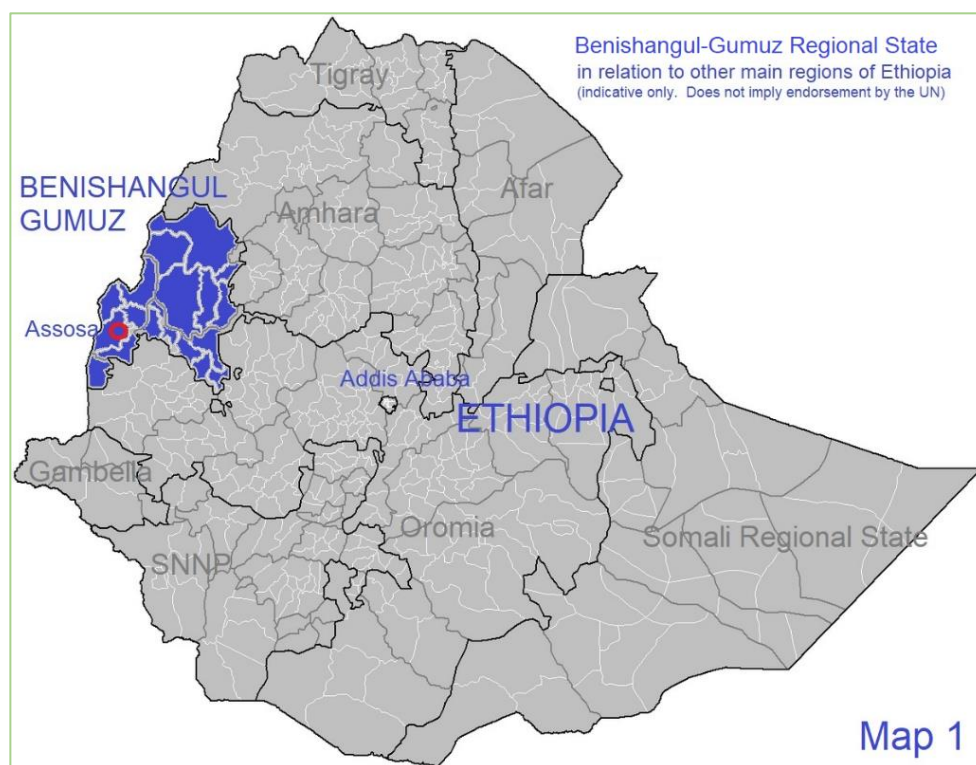 Benishangul-Gumuz Regional State
in relation to other main regions of Ethiopia
(indicative only. Does not imply endorsement by the UN)
Tigray
BENISHANGUL
GUMUZ
Amhara
Afar
Assosa
Addis Ababa
ETHIOPIA
Gambella
Oromia
Somali Regional State
SNNP
Map 1